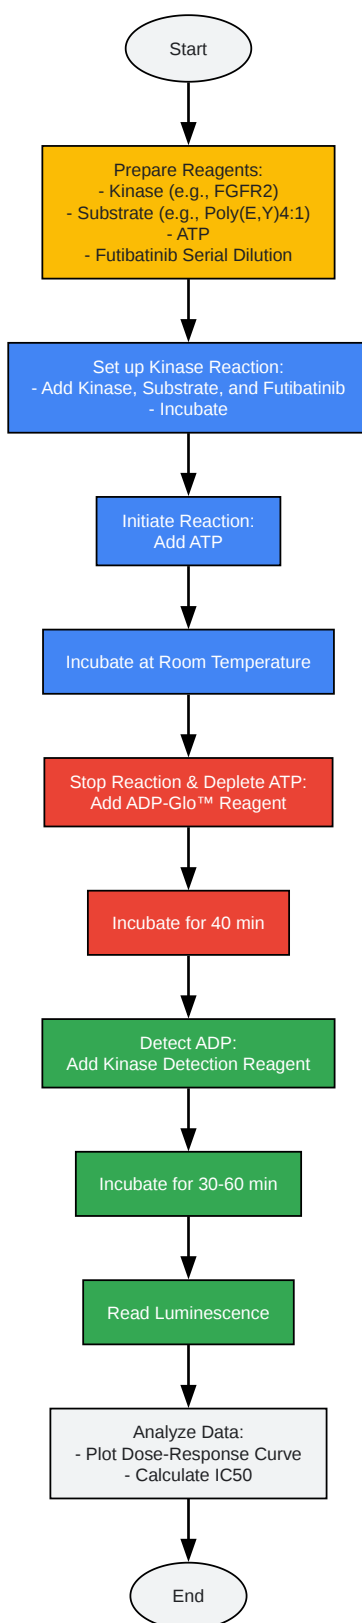 Start
Prepare Reagents:
- Kinase (e.g., FGFR2)
- Substrate (e.g., Poly(E,Y)4:1)
- ATP
- Futibatinib Serial Dilution
Set up Kinase Reaction:
- Add Kinase, Substrate, and Futibatinib
- Incubate
Initiate Reaction:
Add ATP
Incubate at Room Temperature
Stop Reaction & Deplete ATP:
Add ADP-Glo™ Reagent
Incubate for 40 min
Detect ADP:
Add Kinase Detection Reagent
Incubate for 30-60 min
Read Luminescence
Analyze Data:
- Plot Dose-Response Curve
- Calculate IC50
End